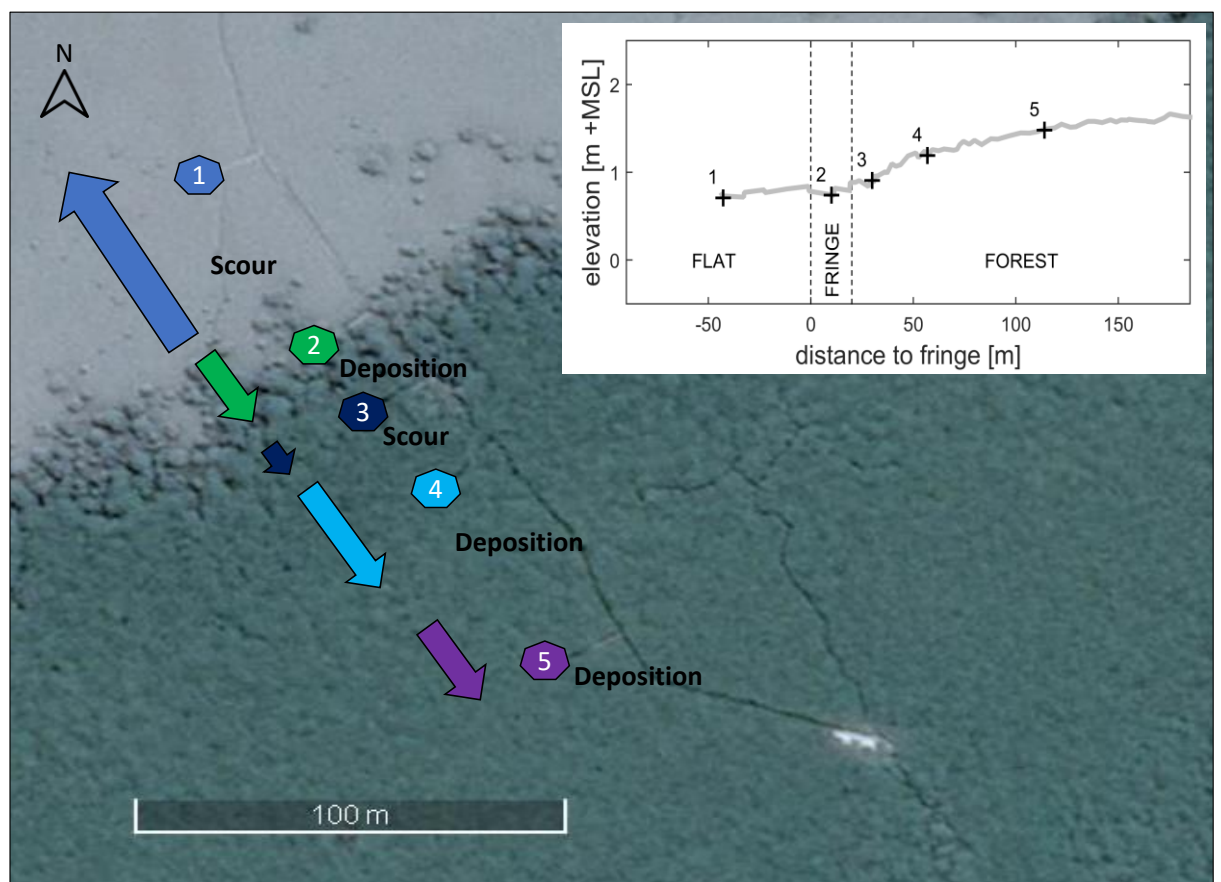 N
1
Scour
2
Deposition
3
Scour
4
Deposition
5
Deposition
100 m
elevation [m +MSL]
2
1
0
1
2
3
4
5
FLAT
FRINGE
FOREST
-50
0
50
100
150
distance to fringe [m]